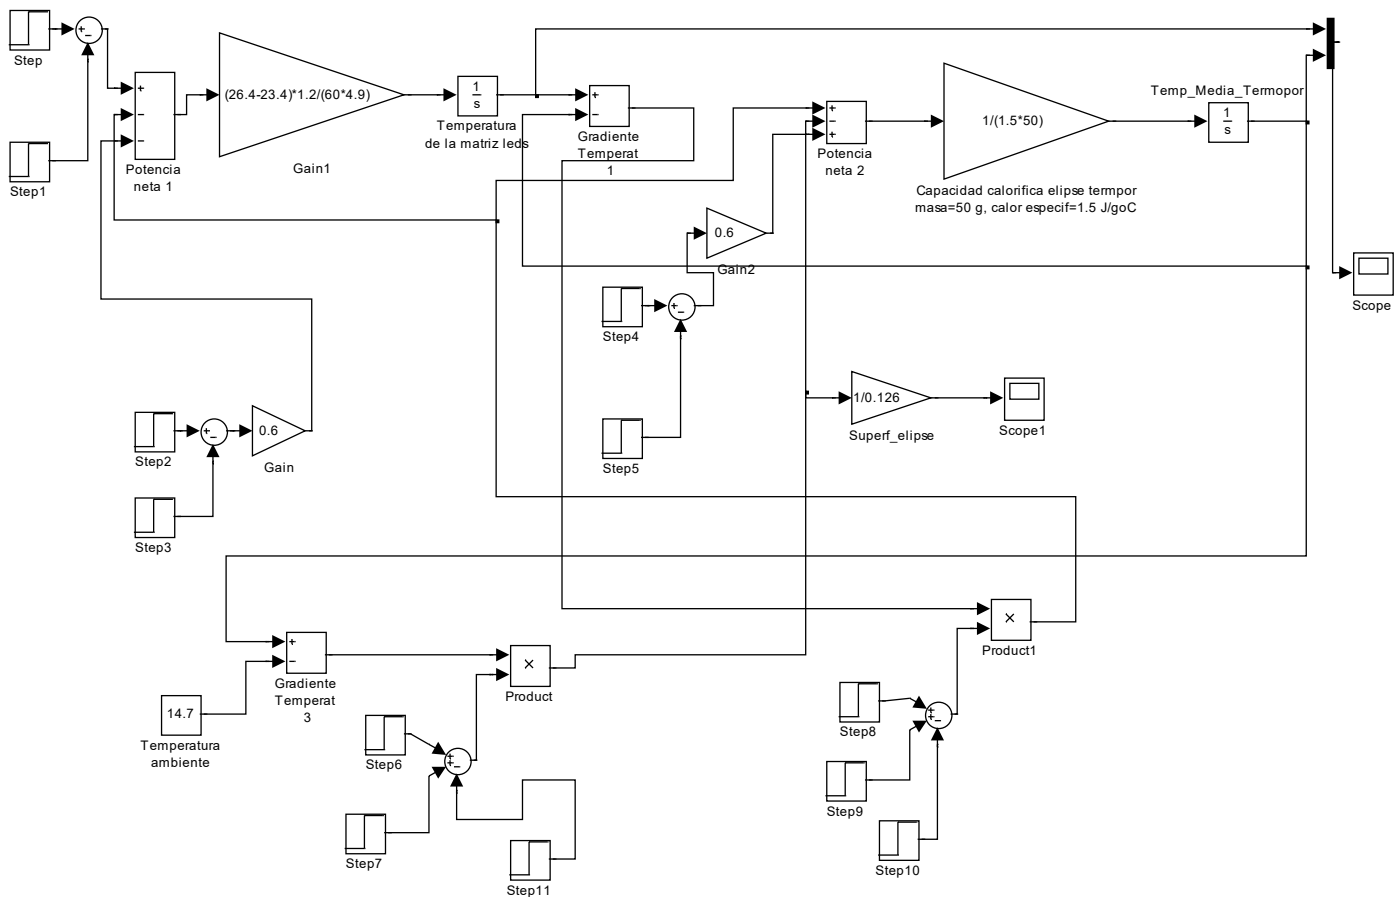 Step
Step1
Potencia
neta 1
(26.4-23.4)*1.2/(60*4.9)
Gain1
1
s
Temperatura
de la matriz leds
Gradiente
Temperat
1
Potencia
neta 2
1/(1.5*50)
Capacidad calorifica elipse termpor
masa=50 g, calor especif=1.5 J/goC
Temp_Media_Termopor
1
s
Scope
0.6
Gain2
Step4
Step5
1/0.126
Superf_elipse
Scope1
Step2
0.6
Gain
Step3
Gradiente
Temperat
3
14.7
Temperatura
ambiente
×
Product
Step6
Step7
Step11
×
Product1
Step8
Step9
Step10